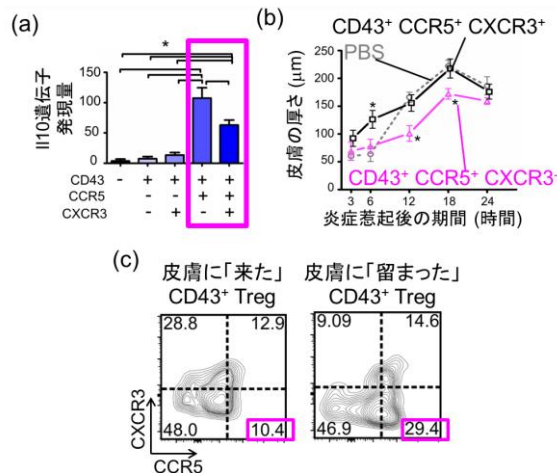 (a)
*
Il10遺伝子
発現量
150
100
50
0
CD43 - + + + +
CCR5 - - - + +
CXCR3 - - + - +
(b)
CD43⁺ CCR5⁺ CXCR3⁺
PBS
皮膚の厚さ (μm)
250
200
150
100
50
0
*
*
*
3 6 12 18 24
CD43⁺ CCR5⁺ CXCR3⁻
炎症惹起後の期間 (時間)
(c)
皮膚に「来た」
CD43⁺ Treg
皮膚に「留まった」
CD43⁺ Treg
28.8 12.9
48.0 10.4
9.09 14.6
46.9 29.4
CXCR3
CCR5